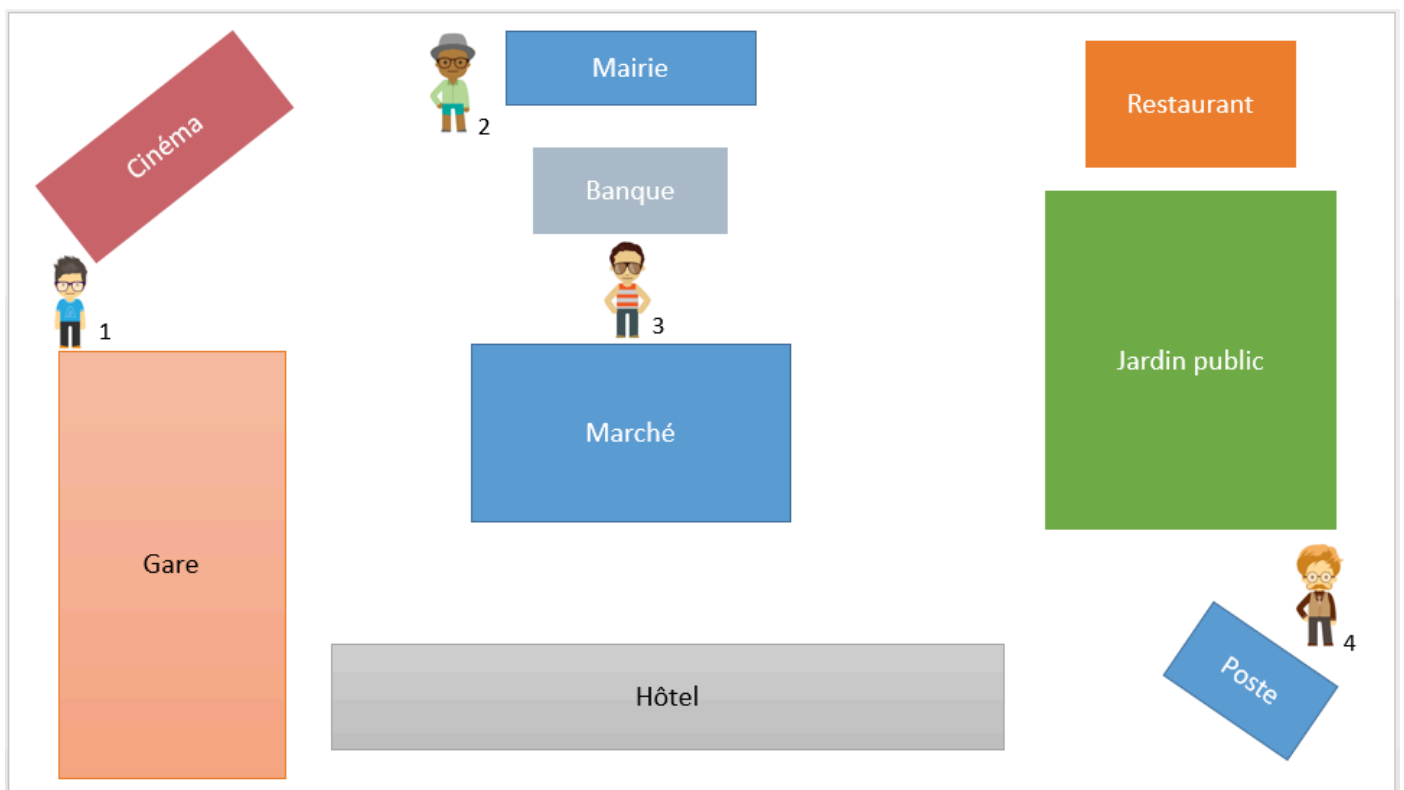 Cinéma
2
Mairie
Restaurant
Banque
1
3
Jardin public
Marché
Gare
4
Poste
Hôtel